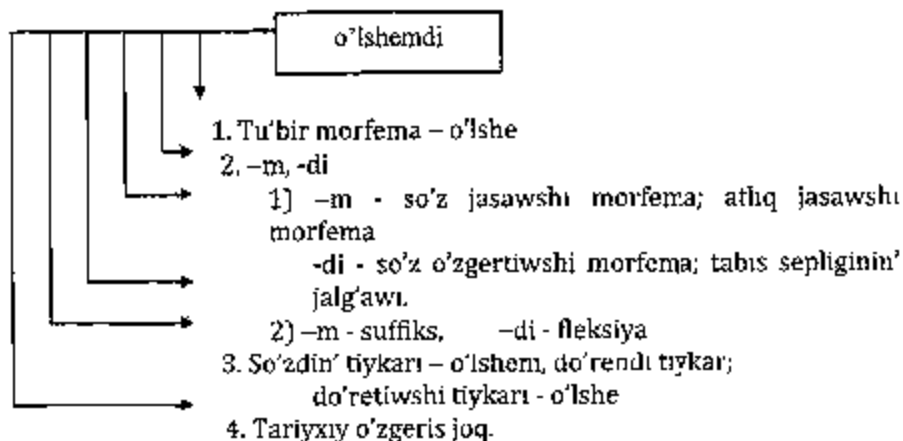 o'lshemdi
1. Tu'bir morfema – o'lshe
2. –m, -di
1) –m - so'z jasawshı morfema; atlıq jasawshı
morfema
-di - so'z o'zgertiwshi morfema; tabıs sepliginin'
jalg'awı.
2) –m - suffiks, –di - fleksiya
3. So'zdin' tiykarı – o'lshem, do'rendi tiykar;
do'retiwshi tiykarı - o'lshe
4. Tariyxıy o'zgeris joq.